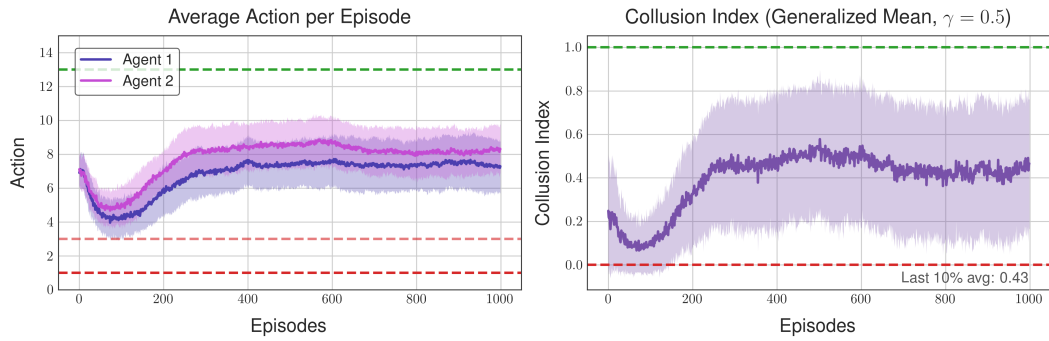 Average Action per Episode
Action
14
12
10
8
6
4
2
0
Agent 1
Agent 2
0
200
400
600
800
1000
Episodes
Collusion Index (Generalized Mean, γ = 0.5)
Collusion Index
1.0
0.8
0.6
0.4
0.2
0.0
Last 10% avg: 0.43
0
200
400
600
800
1000
Episodes